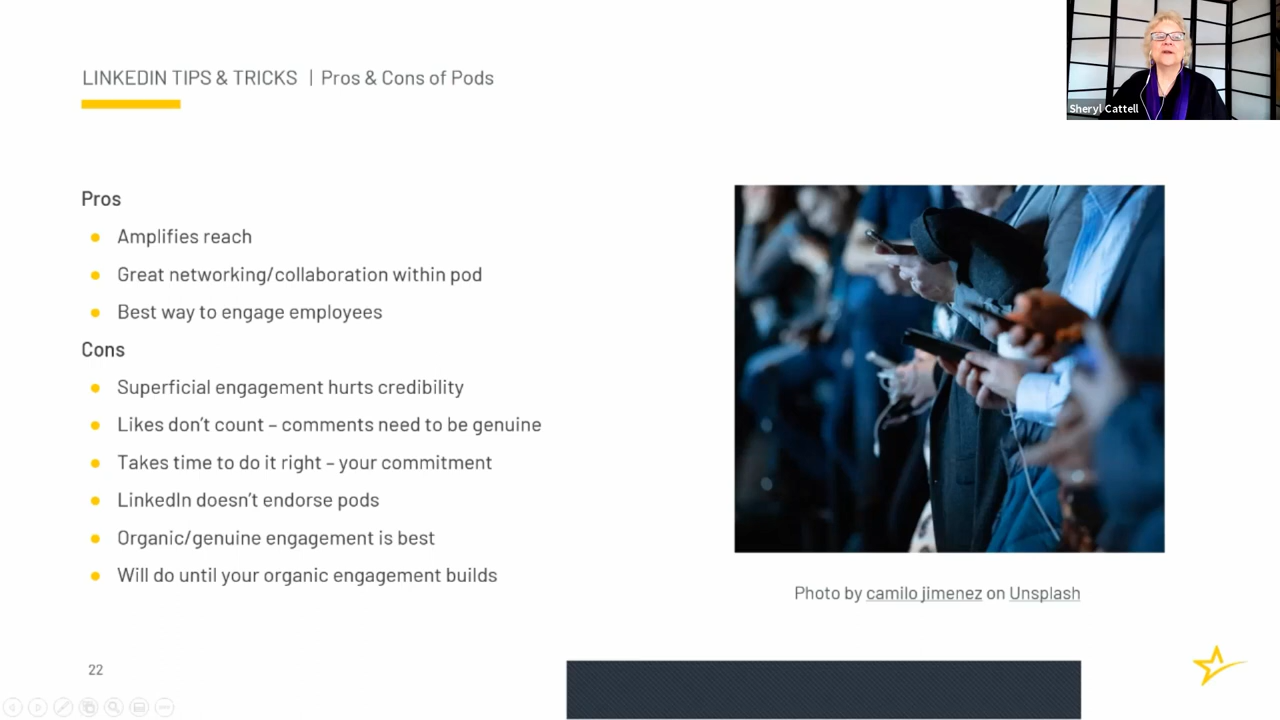 LINKEDIN TIPS & TRICKS | Pros & Cons of Pods
Sheryl Cattell
Pros
Amplifies reach
Great networking/collaboration within pod
Best way to engage employees
Cons
Superficial engagement hurts credibility
Likes don't count – comments need to be genuine
Takes time to do it right – your commitment
LinkedIn doesn't endorse pods
Organic/genuine engagement is best
Will do until your organic engagement builds
Photo by camilo jimenez on Unsplash
22